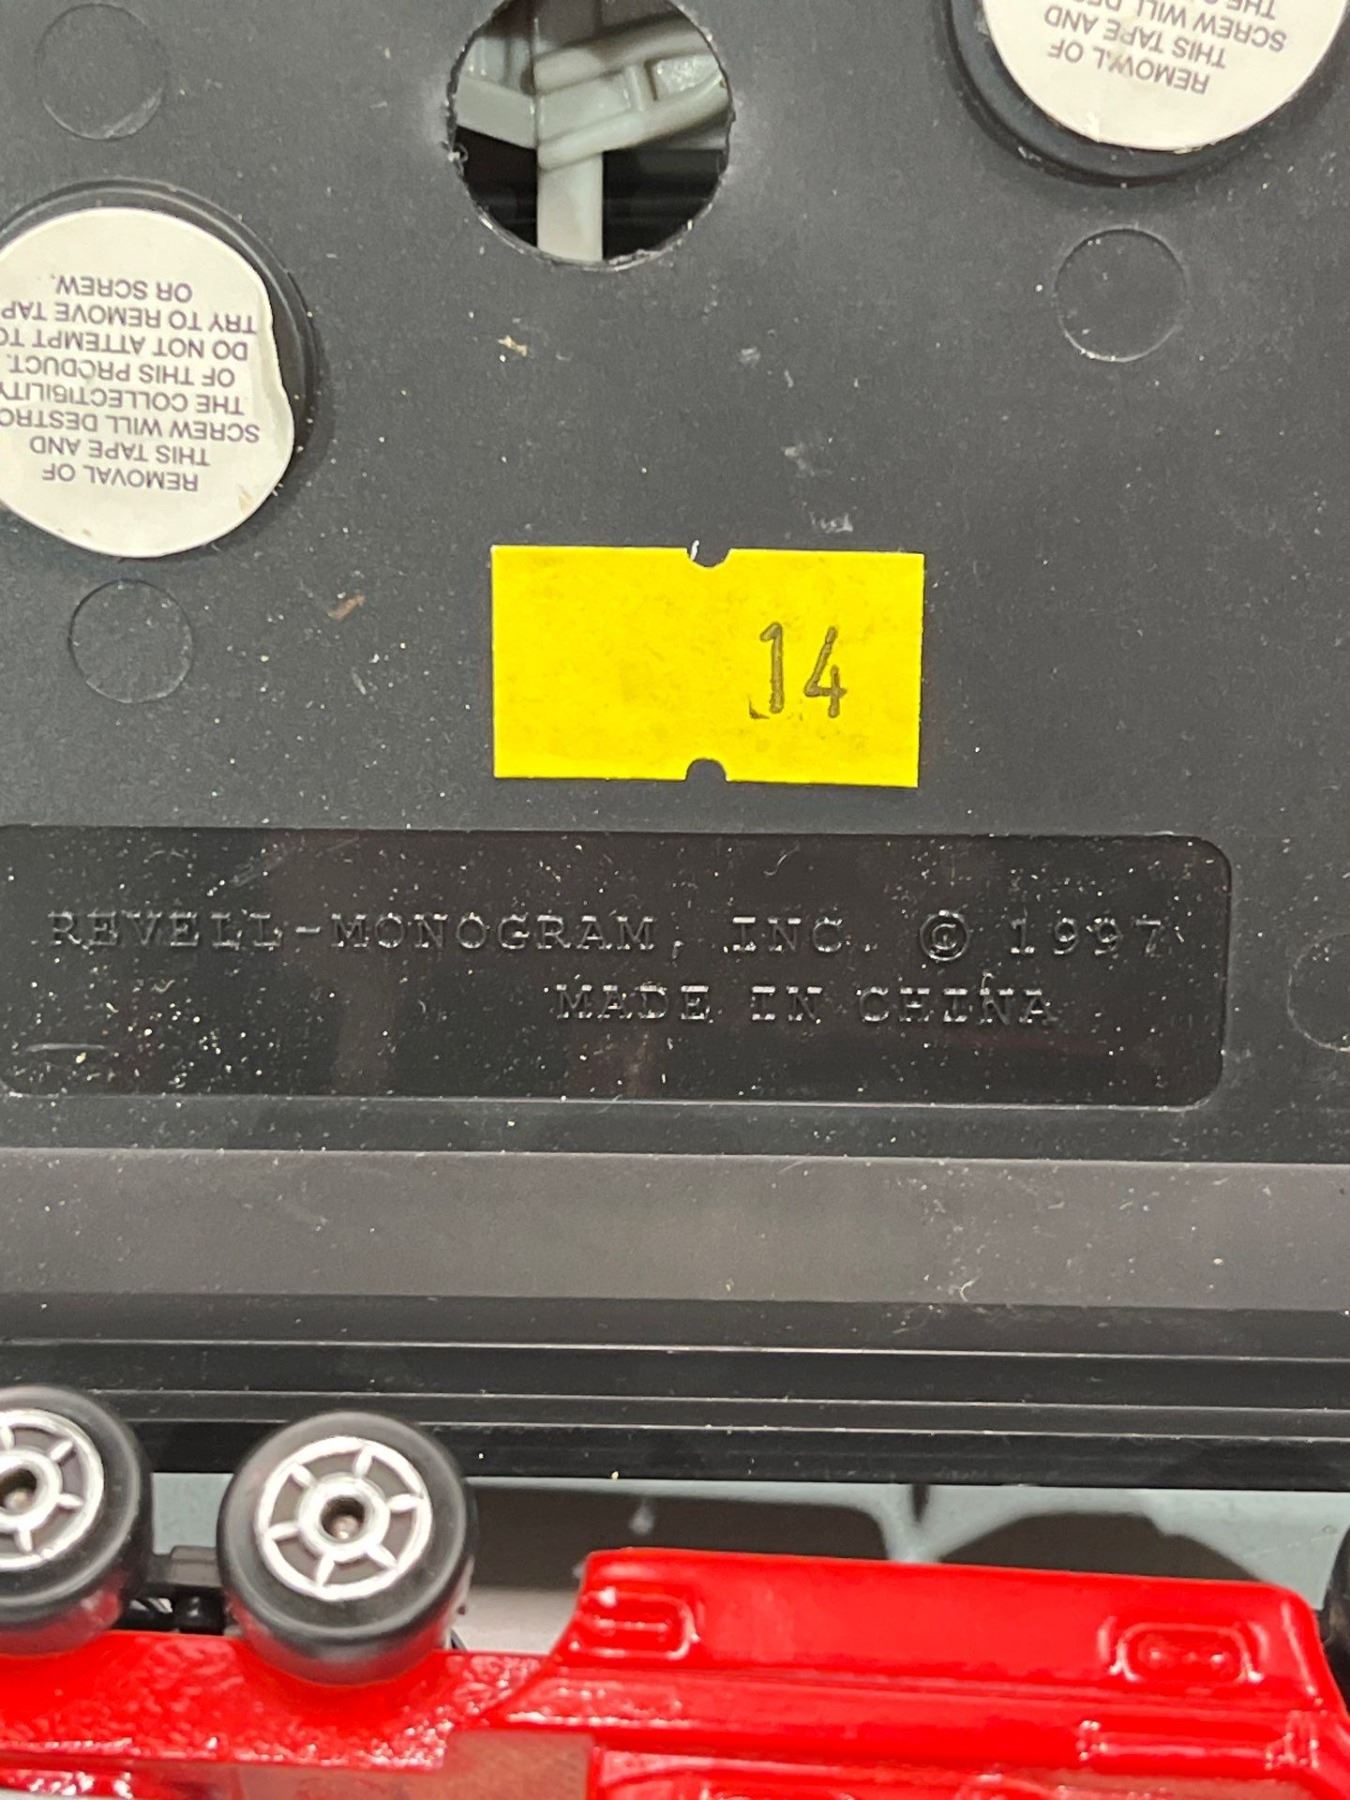 REMOVAL OF
THIS TAPE AND
SCREW WILL
THE
REMOVAL OF
THIS TAPE AND
SCREW WILL DESTRO
THE COLLECTIBILITY
OF THIS PRODUCT.
DO NOT ATTEMPT TO
TRY TO REMOVE TAP
OR SCREW.
14
REVELL-MONOGRAM, INC. © 1997
MADE IN CHINA